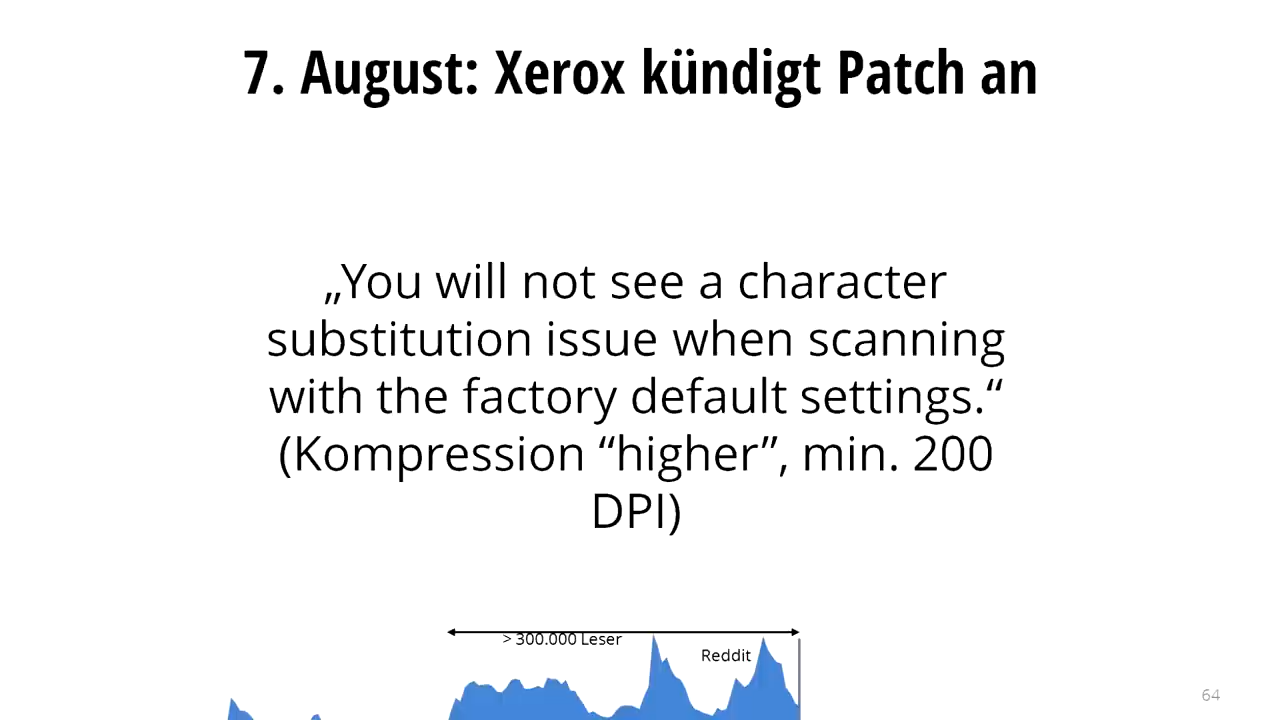 7. August: Xerox kündigt Patch an
„You will not see a character
substitution issue when scanning
with the factory default settings.“
(Kompression “higher”, min. 200
DPI)
> 300.000 Leser
Reddit
64